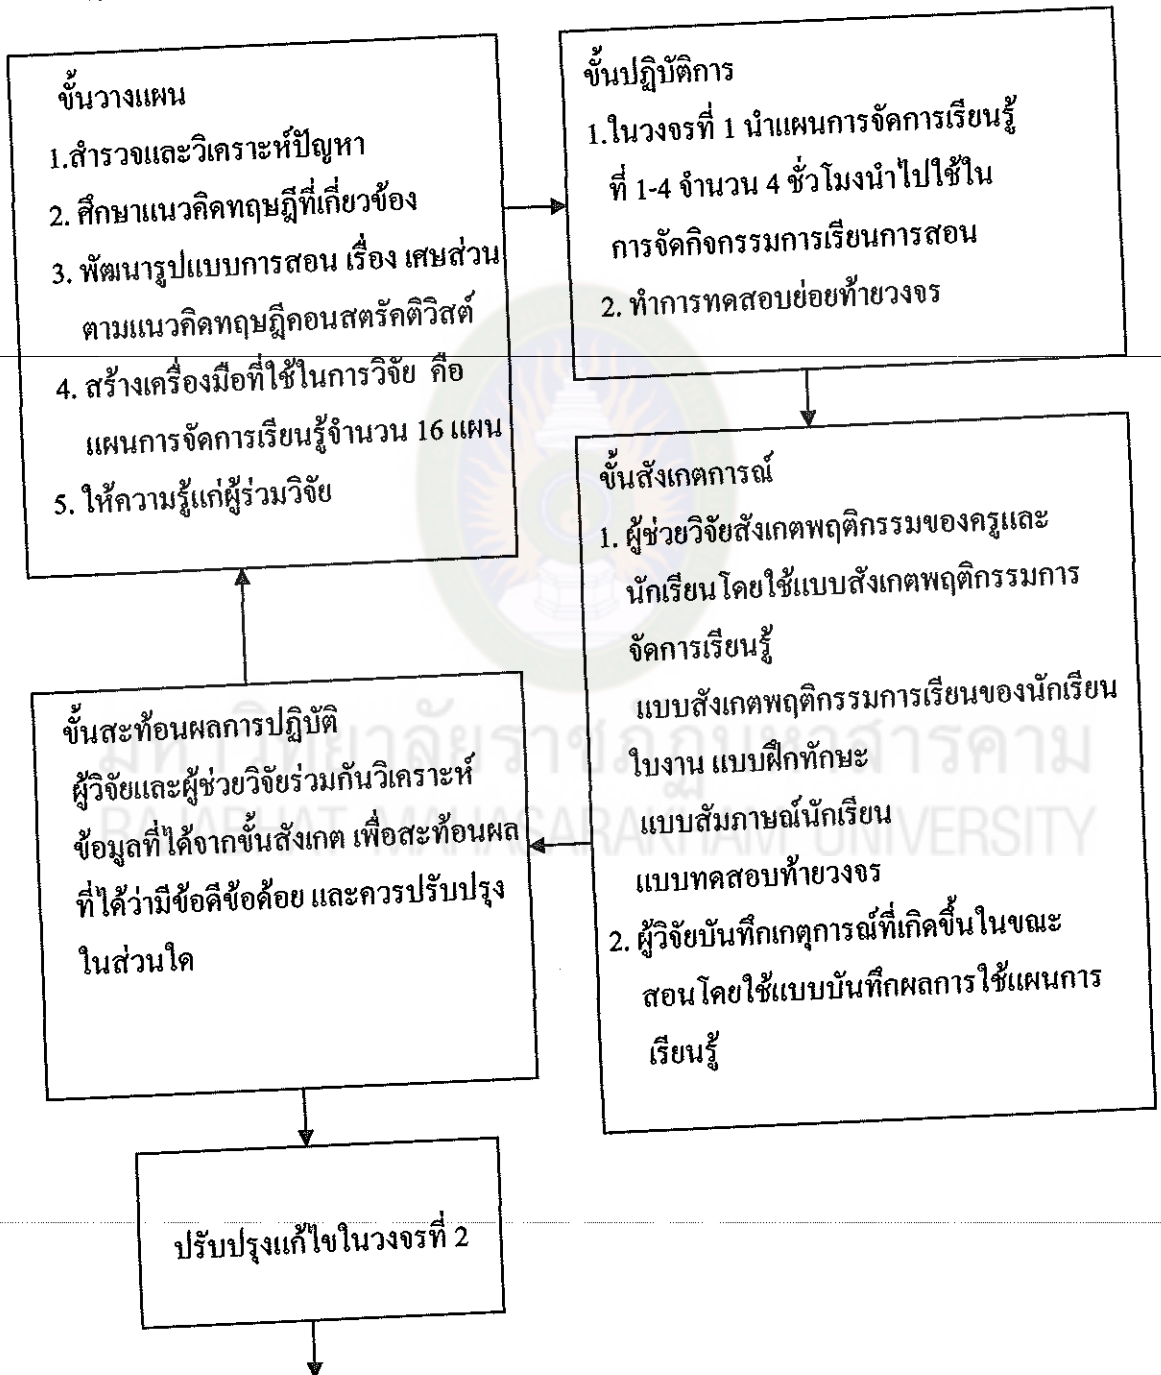 ขั้นวางแผน
1.สำรวจและวิเคราะห์ปัญหา
2. ศึกษาแนวคิดทฤษฎีที่เกี่ยวข้อง
3. พัฒนารูปแบบการสอน เรื่อง เศษส่วน
ตามแนวคิดทฤษฎีคอนสตรัคติวิสต์
4. สร้างเครื่องมือที่ใช้ในการวิจัย คือ
แผนการจัดการเรียนรู้จำนวน 16 แผน
5. ให้ความรู้แก่ผู้ร่วมวิจัย
ขั้นปฏิบัติการ
1.ในวงจรที่ 1 นำแผนการจัดการเรียนรู้
ที่ 1-4 จำนวน 4 ชั่วโมงนำไปใช้ใน
การจัดกิจกรรมการเรียนการสอน
2. ทำการทดสอบย่อยท้ายวงจร
ขั้นสังเกตการณ์
1. ผู้ช่วยวิจัยสังเกตพฤติกรรมของครูและ
นักเรียนโดยใช้แบบสังเกตพฤติกรรมการ
จัดการเรียนรู้
แบบสังเกตพฤติกรรมการเรียนของนักเรียน
ใบงาน แบบฝึกทักษะ
แบบสัมภาษณ์นักเรียน
แบบทดสอบท้ายวงจร
2. ผู้วิจัยบันทึกเกตุการณ์ที่เกิดขึ้นในขณะ
สอนโดยใช้แบบบันทึกผลการใช้แผนการ
เรียนรู้
ขั้นสะท้อนผลการปฏิบัติ
ผู้วิจัยและผู้ช่วยวิจัยร่วมกันวิเคราะห์
ข้อมูลที่ได้จากขั้นสังเกต เพื่อสะท้อนผล
ที่ได้ว่ามีข้อดีข้อด้อย และควรปรับปรุง
ในส่วนใด
ปรับปรุงแก้ไขในวงจรที่ 2
มหาวิทยาลัยราชภัฏมหาสารคาม
RAJABHAT MAHASARAKHAM UNIVERSITY